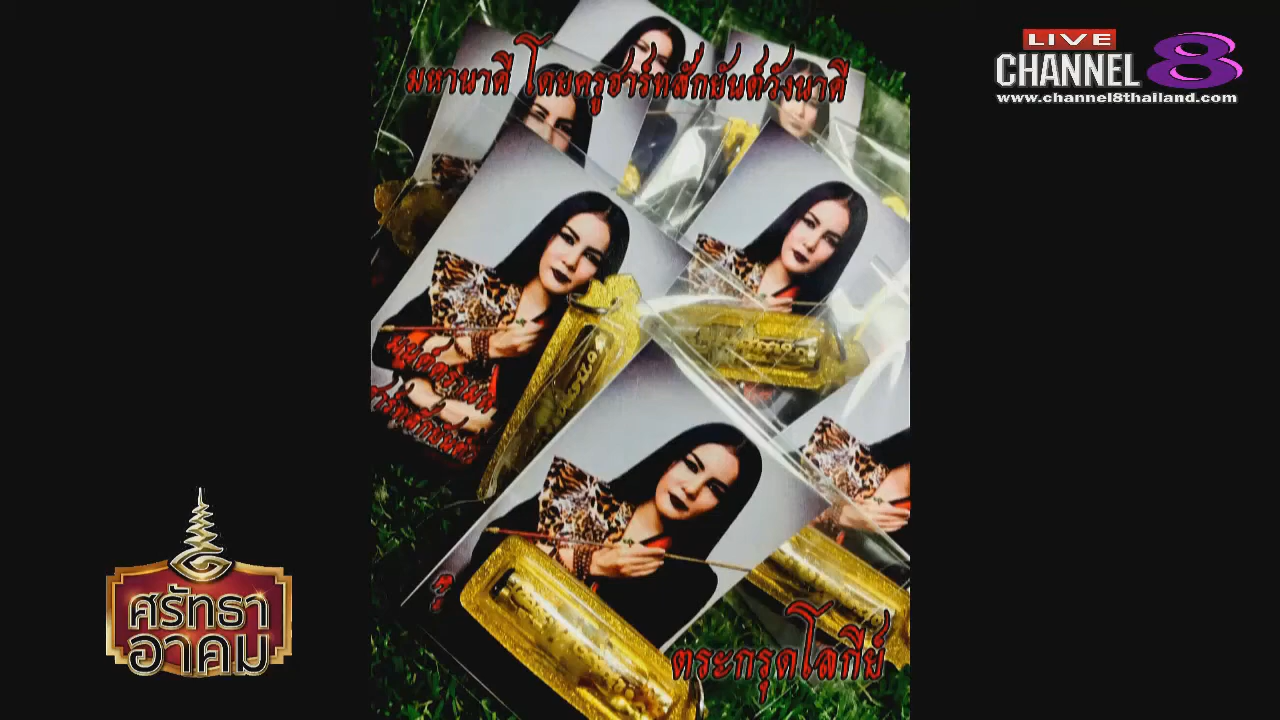 LIVE
CHANNEL 8
www.channel8thailand.com
มหานาคี โดยครูฮาร์ทสักยันต์วังนาคี
ตระกรุดโลกีย์
ศรัทธา
อาคม